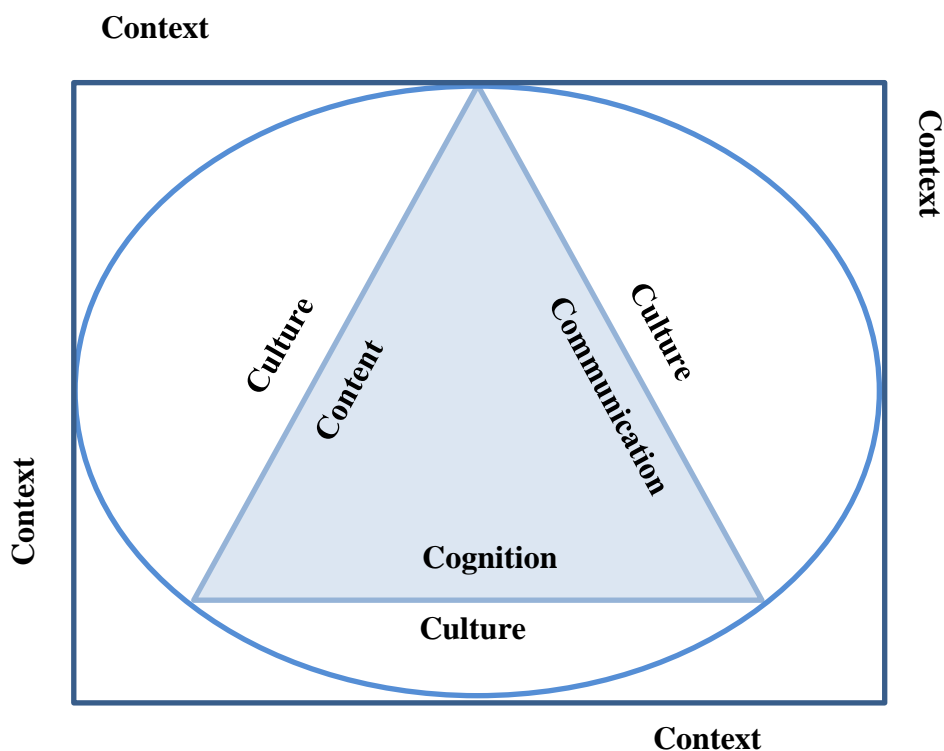 Context
Context
Culture
Culture
Content
Communication
Context
Cognition
Culture
Context